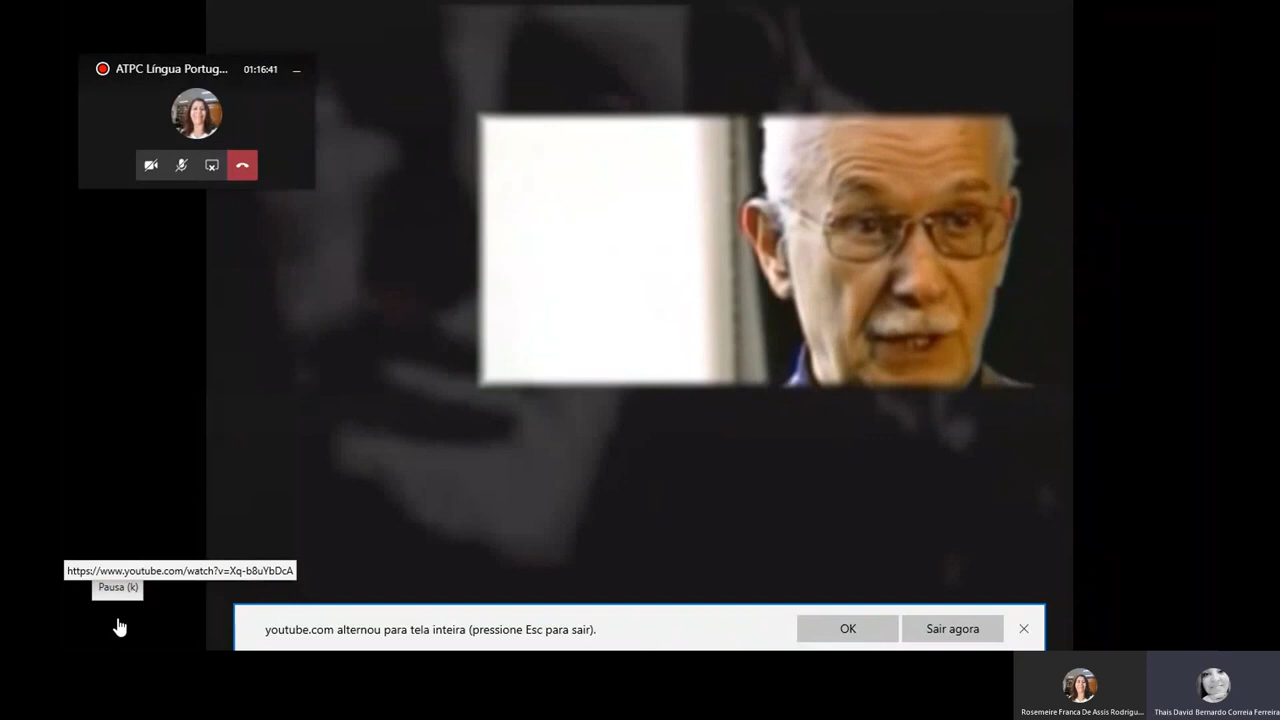 ATPC Língua Portug...
01:16:41
https://www.youtube.com/watch?v=Xq-b8uYbDcA
Pausa (k)
youtube.com alternou para tela inteira (pressione Esc para sair).
OK
Sair agora
Rosemeire Franca De Assis Rodrigu...
Thais David Bernardo Correia Ferreira